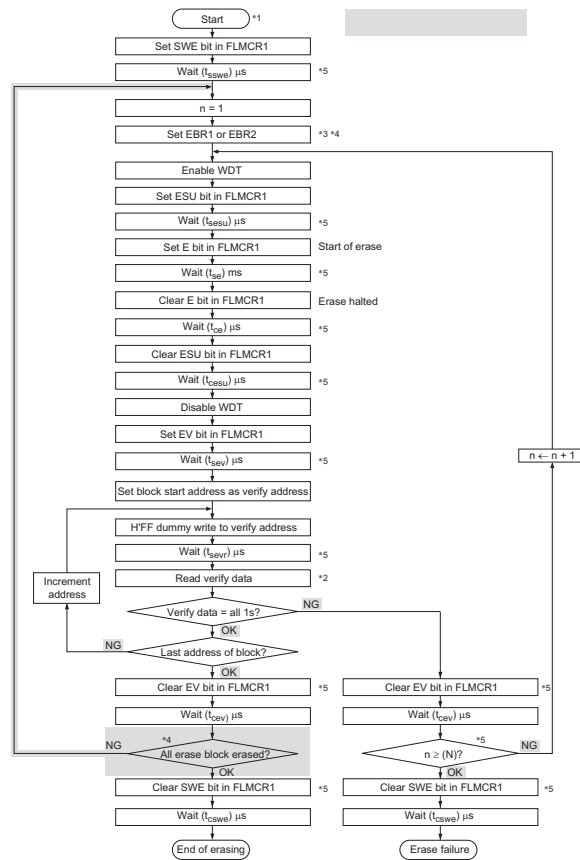 Start *1
Set SWE bit in FLMCR1
Wait (tsswe) μs *5
n = 1
Set EBR1 or EBR2 *3 *4
Enable WDT
Set ESU bit in FLMCR1
Wait (tsesu) μs *5
Set E bit in FLMCR1 Start of erase
Wait (tse) ms *5
Clear E bit in FLMCR1 Erase halted
Wait (tce) μs *5
Clear ESU bit in FLMCR1
Wait (tcesu) μs *5
Disable WDT
Set EV bit in FLMCR1
Wait (tsev) μs *5
n ← n + 1
Set block start address as verify address
H'FF dummy write to verify address
Wait (tsevr) μs *5
Read verify data *2
Increment
address
Verify data = all 1s? NG
OK
NG Last address of block?
OK
Clear EV bit in FLMCR1 *5 Clear EV bit in FLMCR1 *5
Wait (tcev) μs Wait (tcev) μs
*4 *5
NG All erase block erased? n ≥ (N)? NG
OK OK
Clear SWE bit in FLMCR1 *5 Clear SWE bit in FLMCR1 *5
Wait (tcswe) μs Wait (tcswe) μs
End of erasing Erase failure